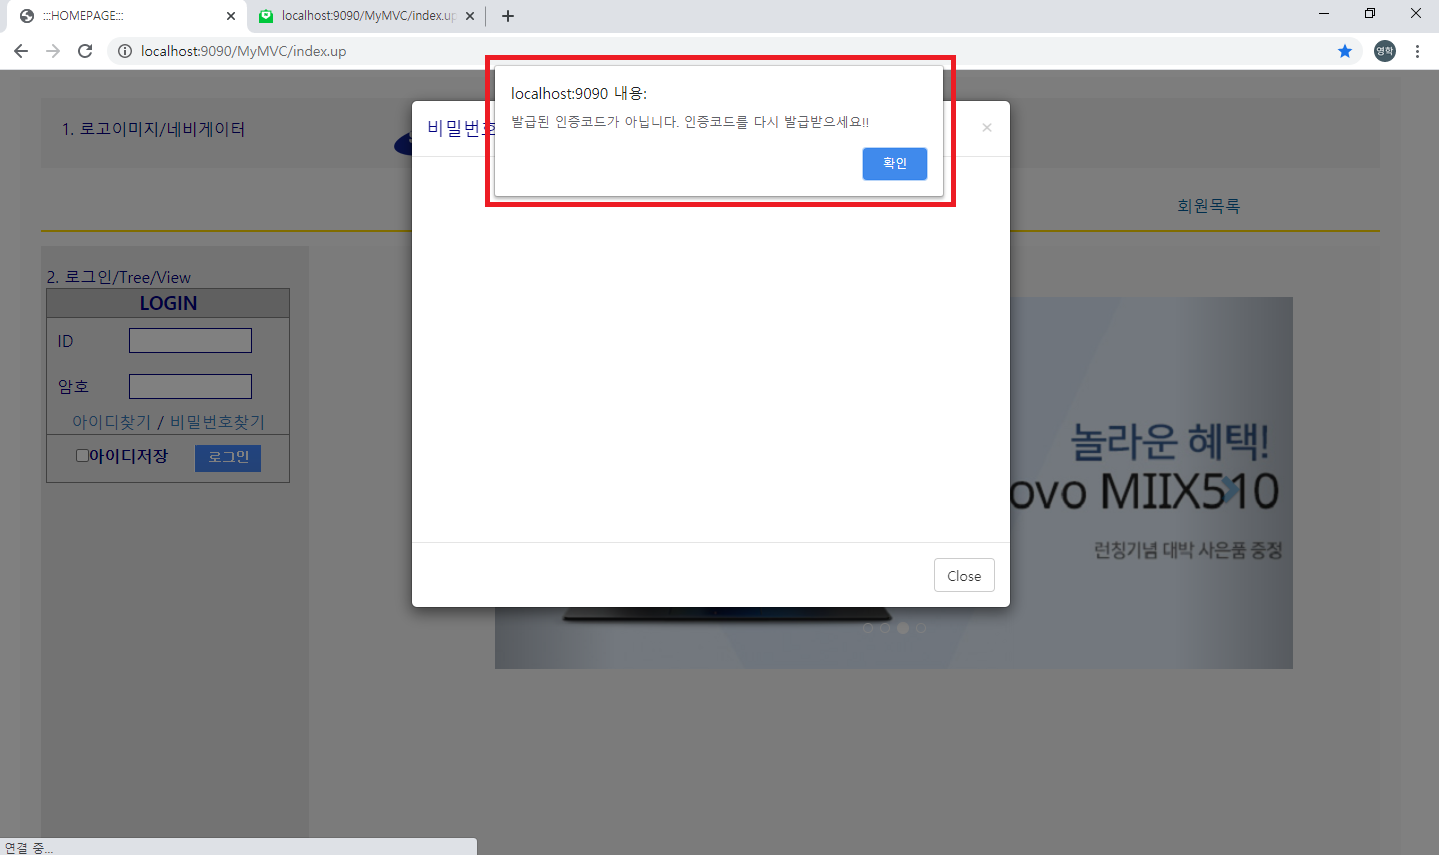 :::HOMEPAGE:::
localhost:9090/MyMVC/index.up
localhost:9090/MyMVC/index.up
영학
localhost:9090 내용:
발급된 인증코드가 아닙니다. 인증코드를 다시 발급받으세요!!
확인
1. 로고이미지/네비게이터
비밀번호
×
회원목록
2. 로그인/Tree/View
LOGIN
ID
암호
아이디찾기 / 비밀번호찾기
아이디저장
로그인
놀라운 혜택!
ovo MIIX510
런칭기념 대박 사은품 증정
Close
연결 중...